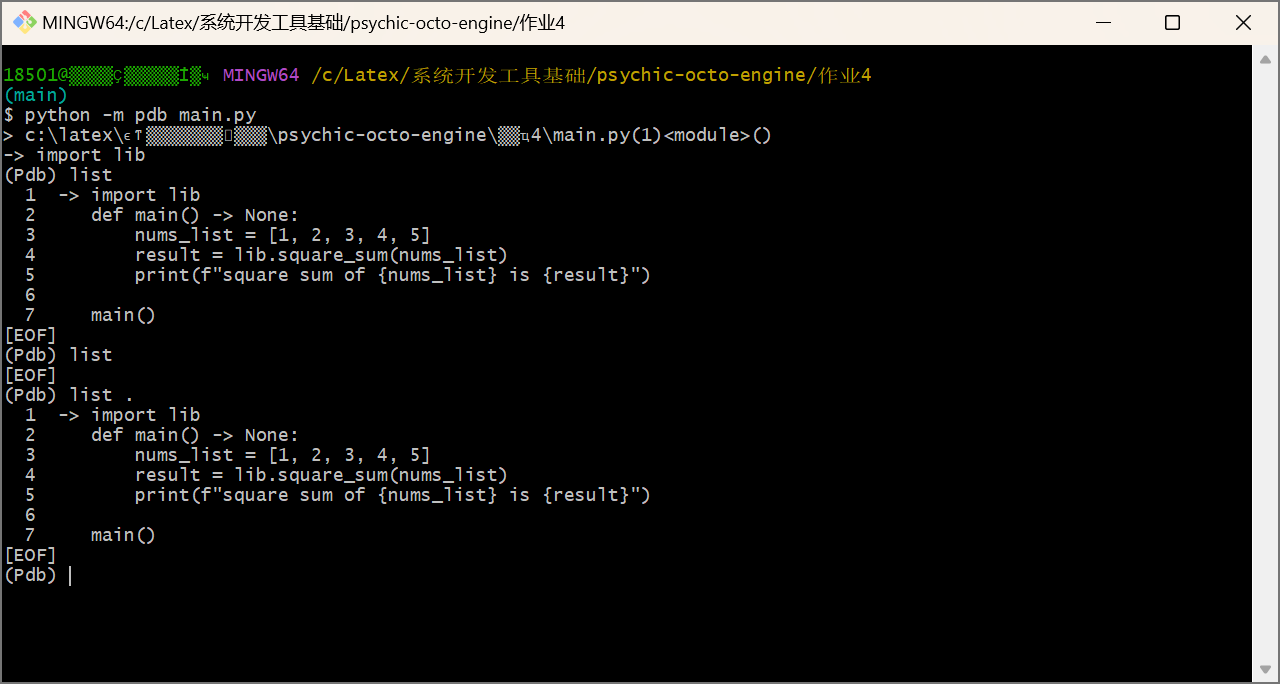 MINGW64:/c/Latex/系统开发工具基础/psychic-octo-engine/作业4
18501@ MINGW64 /c/Latex/系统开发工具基础/psychic-octo-engine/作业4
(main)
$ python -m pdb main.py
> c:\latex\ \psychic-octo-engine\ 4\main.py(1)<module>()
-> import lib
(Pdb) list
  1  -> import lib
  2     def main() -> None:
  3         nums_list = [1, 2, 3, 4, 5]
  4         result = lib.square_sum(nums_list)
  5         print(f"square sum of {nums_list} is {result}")
  6
  7     main()
[EOF]
(Pdb) list
[EOF]
(Pdb) list .
  1  -> import lib
  2     def main() -> None:
  3         nums_list = [1, 2, 3, 4, 5]
  4         result = lib.square_sum(nums_list)
  5         print(f"square sum of {nums_list} is {result}")
  6
  7     main()
[EOF]
(Pdb)